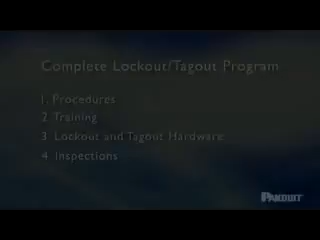 Complete Lockout/Tagout Program
1. Procedures
2. Training
3. Lockout and Tagout Hardware
4. Inspections
PANDUIT